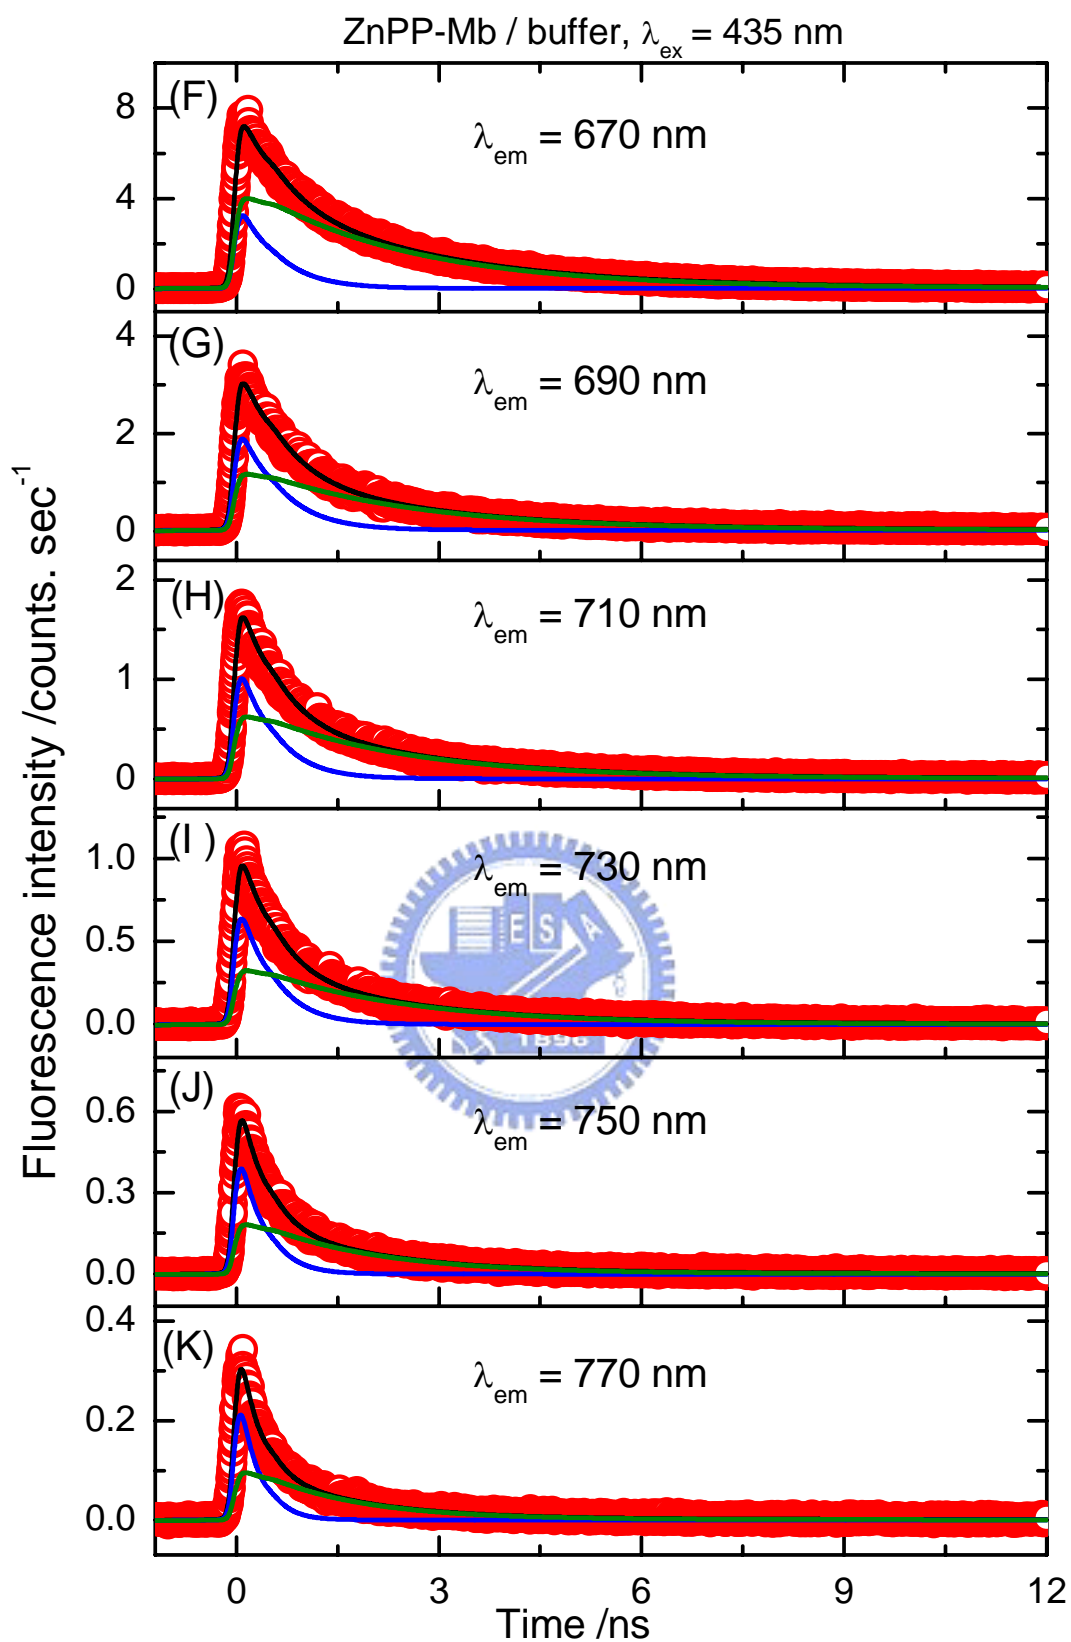 ZnPP-Mb / buffer, λex = 435 nm
Fluorescence intensity /counts. sec-1
(F)
λem = 670 nm
8
4
0
(G)
λem = 690 nm
4
2
0
(H)
λem = 710 nm
2
1
0
(I )
λem = 730 nm
1.0
0.5
0.0
E S A
1896
(J)
λem = 750 nm
0.6
0.3
0.0
(K)
λem = 770 nm
0.4
0.2
0.0
0 3 6 9 12
Time /ns